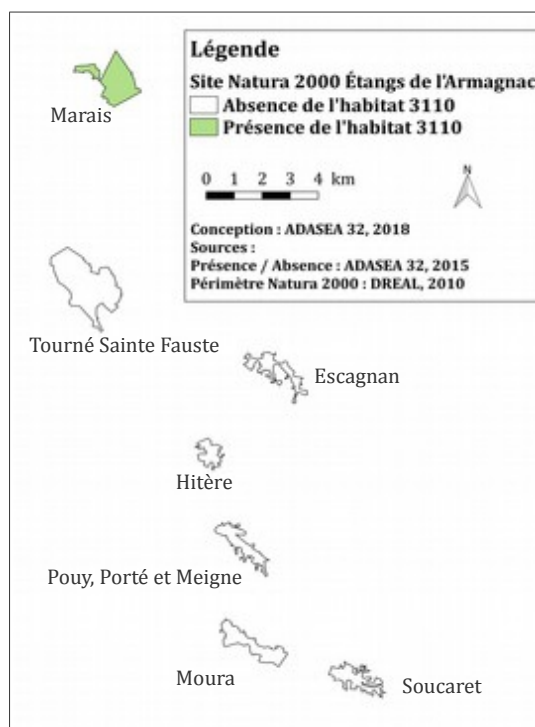 Légende
Site Natura 2000 Étangs de l'Armagnac
Absence de l'habitat 3110
Présence de l'habitat 3110
0 1 2 3 4 km
N
Conception : ADASEA 32, 2018
Sources :
Présence / Absence : ADASEA 32, 2015
Périmètre Natura 2000 : DREAL, 2010
Marais
Tourné Sainte Fauste
Escagnan
Hitère
Pouy, Porté et Meigne
Moura
Soucaret